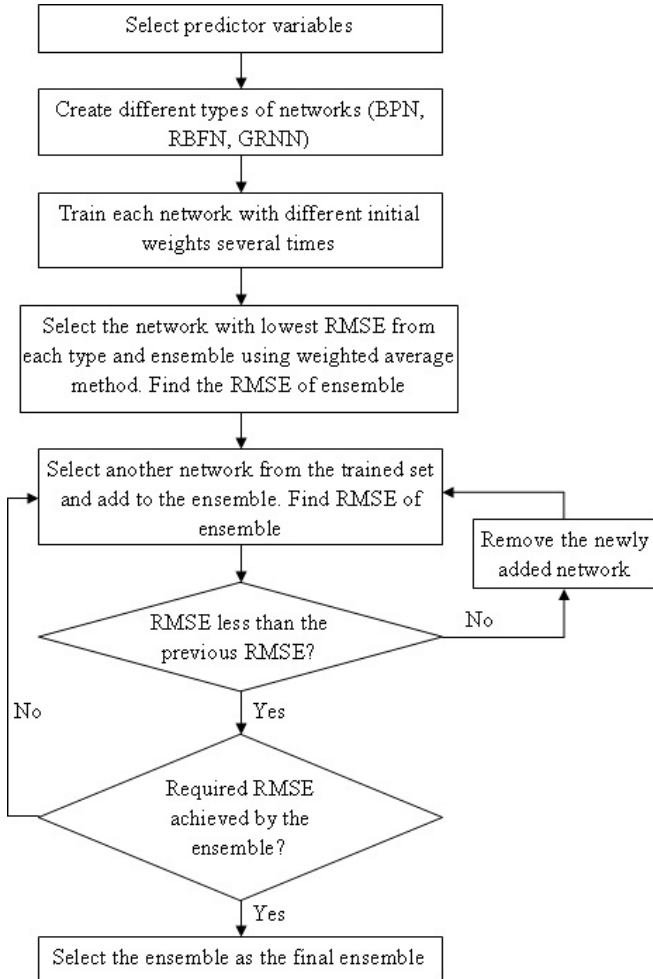 Select predictor variables
Create different types of networks (BPN,
RBFN, GRNN)
Train each network with different initial
weights several times
Select the network with lowest RMSE from
each type and ensemble using weighted average
method. Find the RMSE of ensemble
Select another network from the trained set
and add to the ensemble. Find RMSE of
ensemble
Remove the newly
added network
RMSE less than the
previous RMSE?
No
No
Yes
Required RMSE
achieved by the
ensemble?
Yes
Select the ensemble as the final ensemble